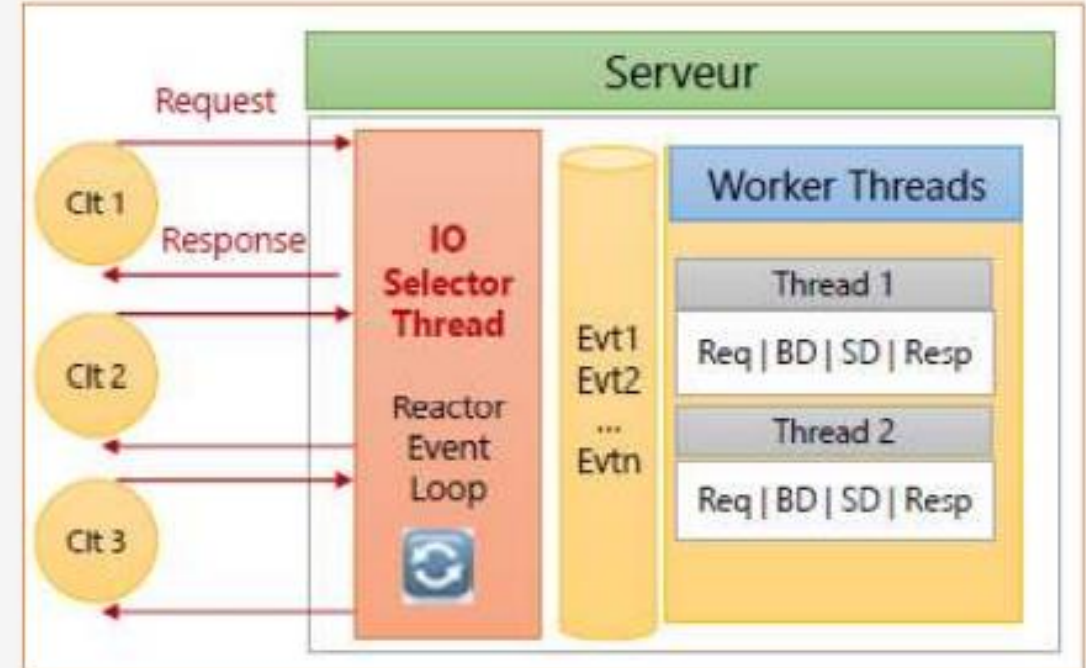 Serveur
Request
Clt 1
Response
Clt 2
Clt 3
IO
Selector
Thread
Reactor
Event
Loop
Evt1
Evt2
...
Evtn
Worker Threads
Thread 1
Req | BD | SD | Resp
Thread 2
Req | BD | SD | Resp